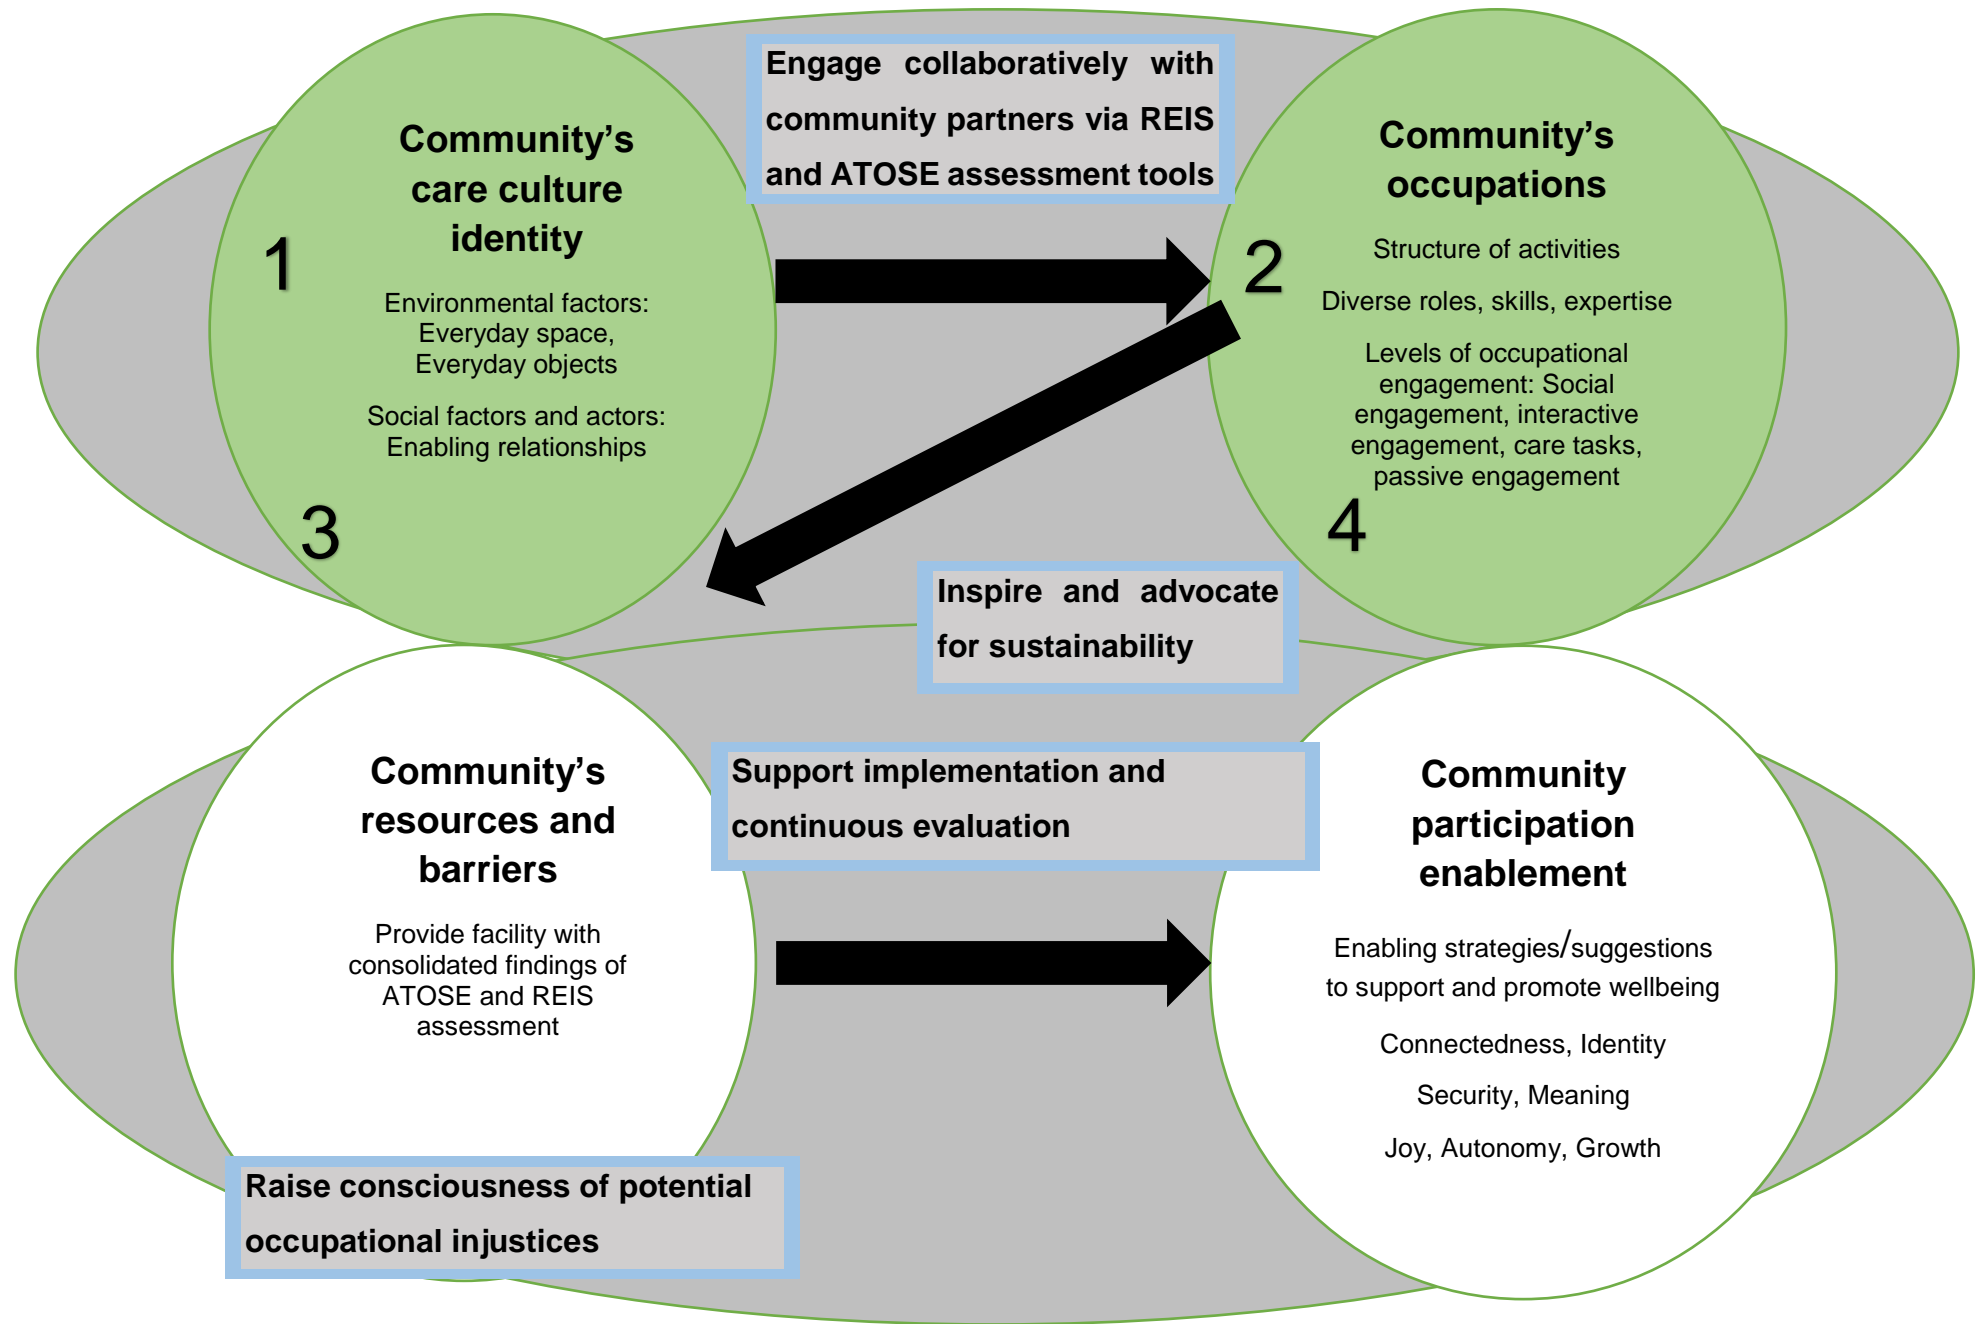 Engage collaboratively with
community partners via REIS
and ATOSE assessment tools
Community’s
care culture
identity
1
Environmental factors:
Everyday space,
Everyday objects
Social factors and actors:
Enabling relationships
3
Community’s
occupations
2
Structure of activities
Diverse roles, skills, expertise
Levels of occupational
engagement: Social
engagement, interactive
engagement, care tasks,
passive engagement
4
Inspire and advocate
for sustainability
Support implementation and
continuous evaluation
Community’s
resources and
barriers
Provide facility with
consolidated findings of
ATOSE and REIS
assessment
Raise consciousness of potential
occupational injustices
Community
participation
enablement
Enabling strategies/suggestions
to support and promote wellbeing
Connectedness, Identity
Security, Meaning
Joy, Autonomy, Growth